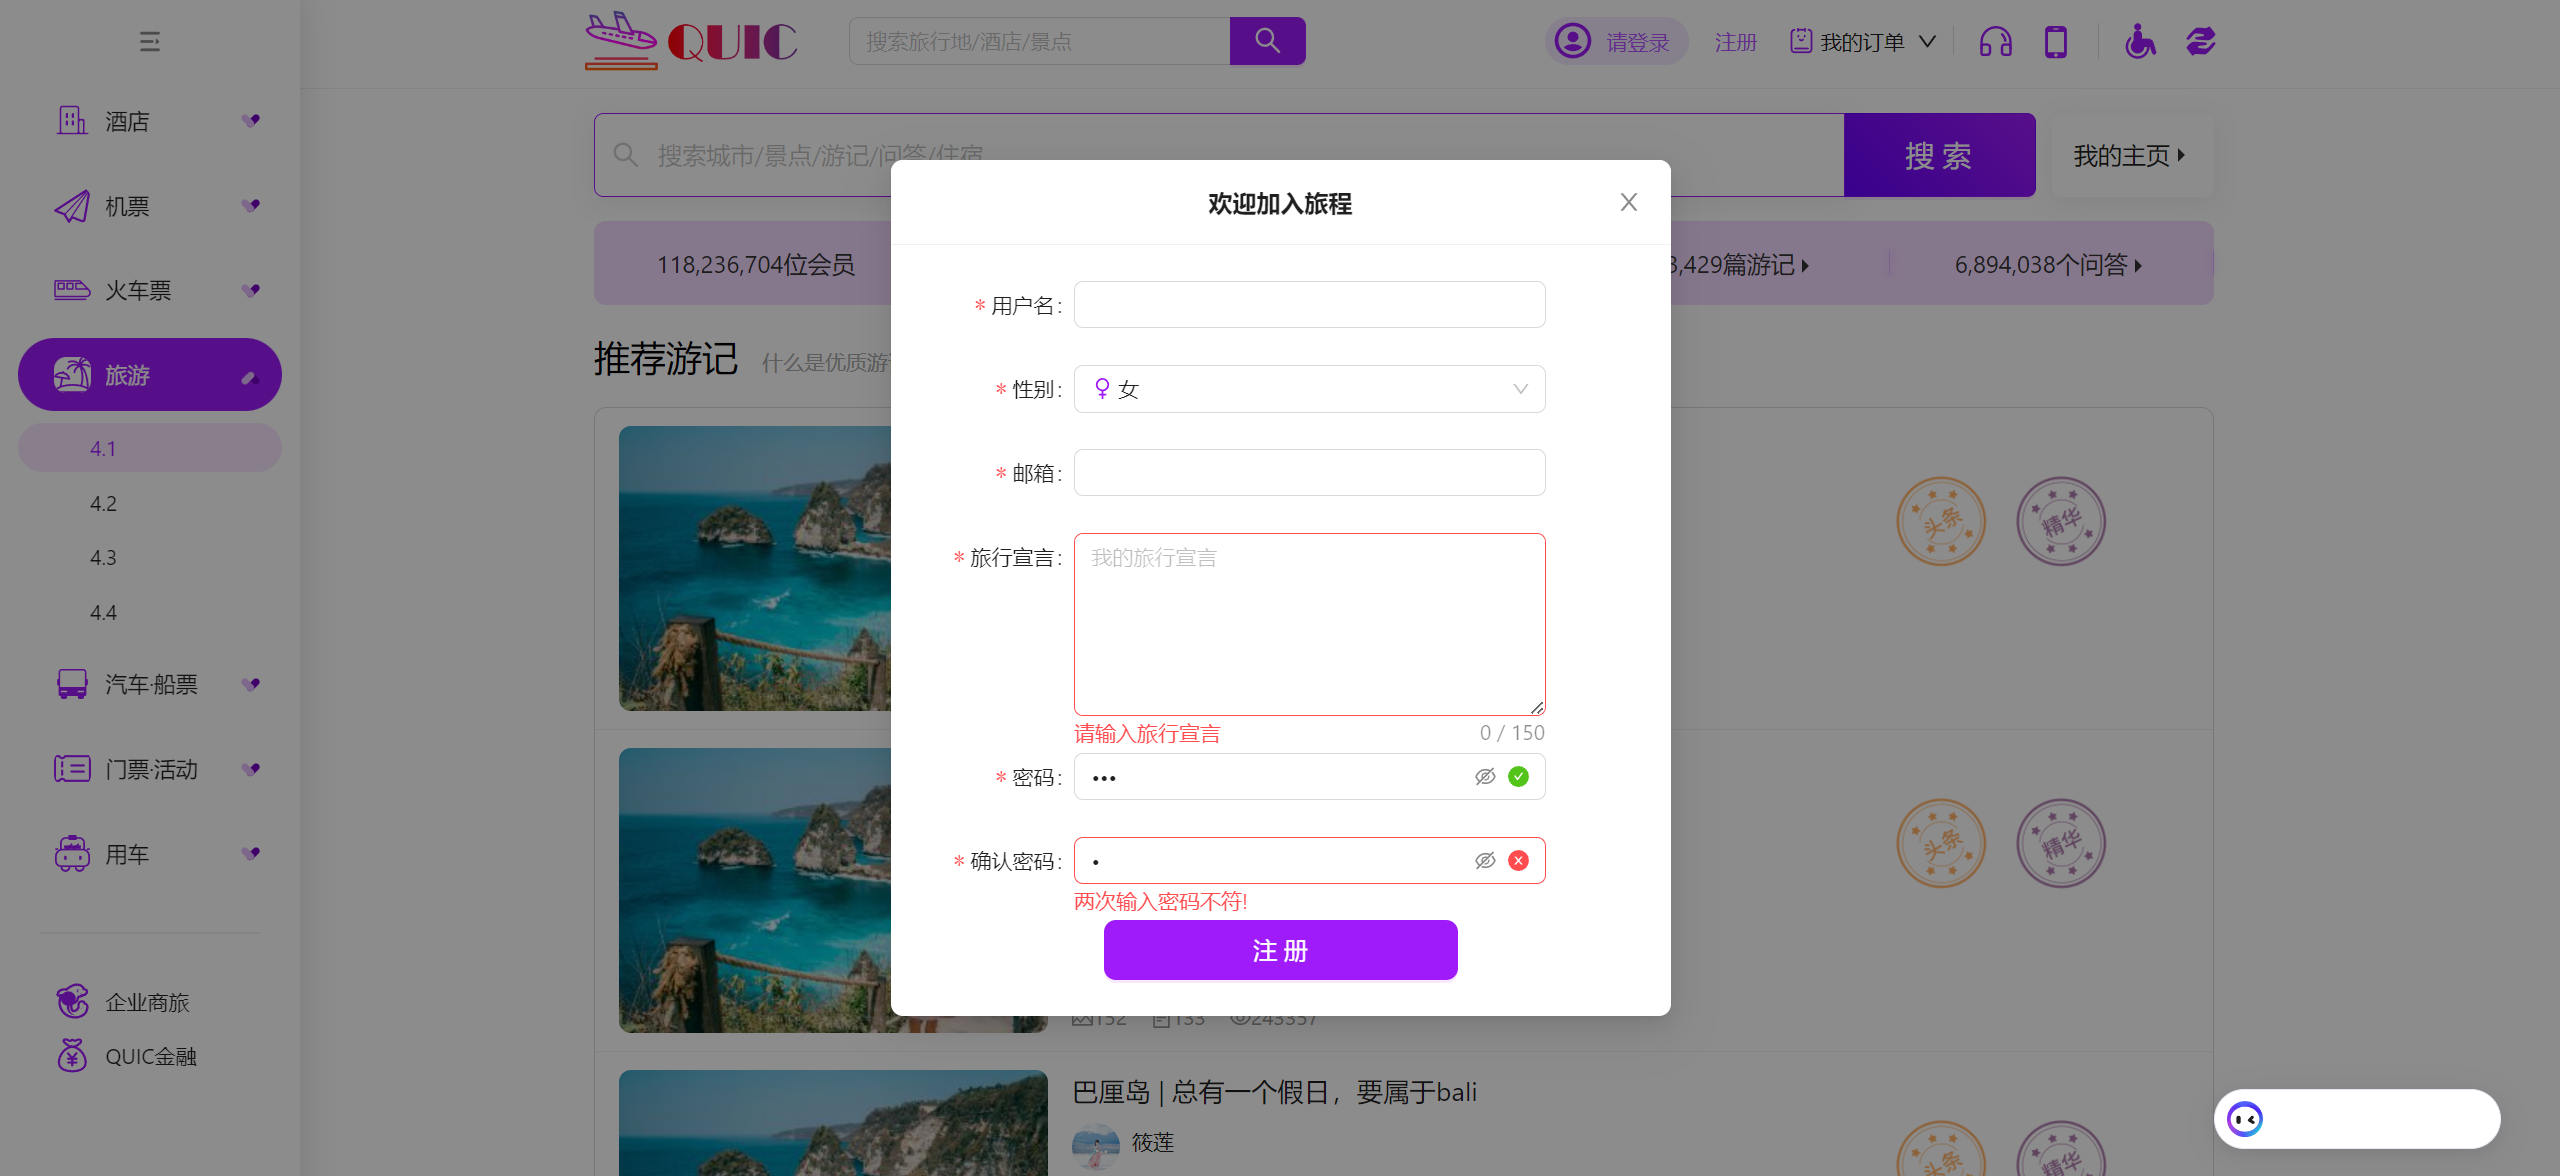 QUIC
搜索旅行地/酒店/景点
请登录
注册
我的订单
酒店
机票
火车票
旅游
4.1
4.2
4.3
4.4
汽车·船票
门票·活动
用车
企业商旅
QUIC金融
搜索城市/景点/游记/问答/住宿
搜 索
我的主页
118,236,704位会员
3,429篇游记
6,894,038个问答
推荐游记
什么是优质游
头条
精华
欢迎加入旅程
* 用户名:
* 性别:
女
* 邮箱:
* 旅行宣言:
我的旅行宣言
请输入旅行宣言
0 / 150
* 密码:
•••
* 确认密码:
•
两次输入密码不符!
注 册
头条
精华
152
133
243357
巴厘岛 | 总有一个假日，要属于bali
筱莲
头条
精华